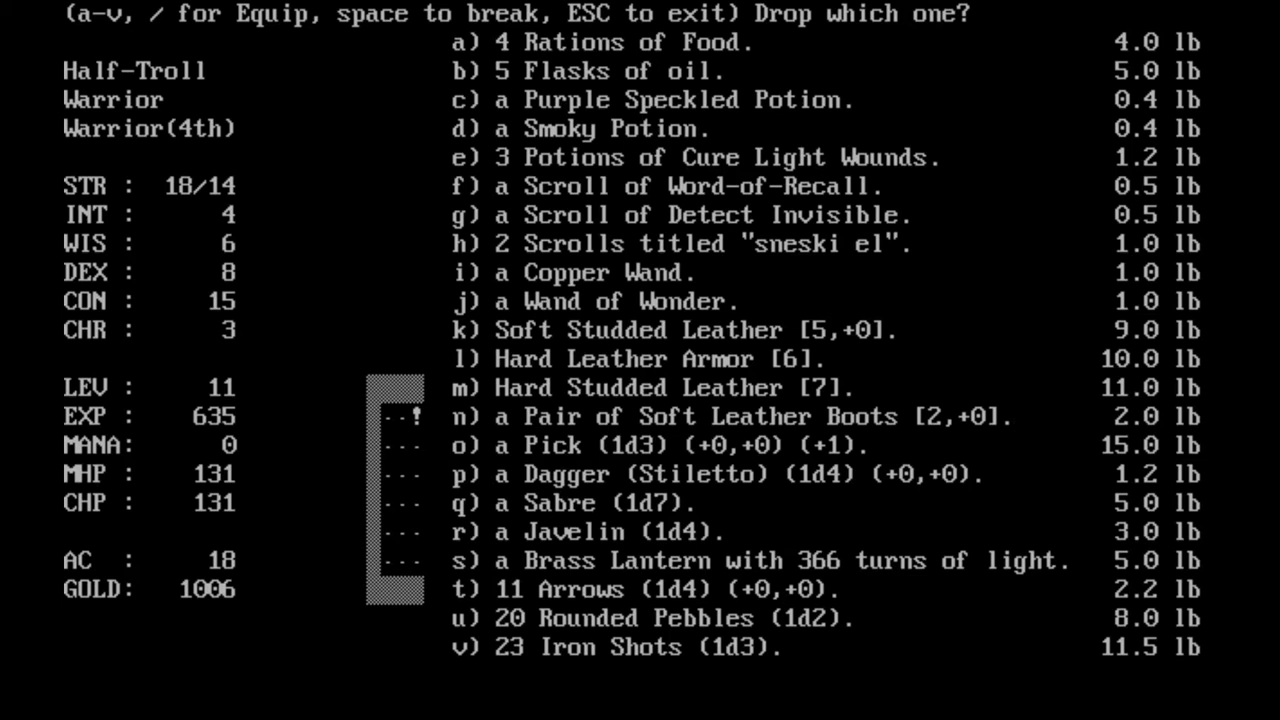 (a-v, / for Equip, space to break, ESC to exit) Drop which one?
a) 4 Rations of Food. 4.0 lb
Half-Troll b) 5 Flasks of oil. 5.0 lb
Warrior c) a Purple Speckled Potion. 0.4 lb
Warrior(4th) d) a Smoky Potion. 0.4 lb
e) 3 Potions of Cure Light Wounds. 1.2 lb
STR : 18/14 f) a Scroll of Word-of-Recall. 0.5 lb
INT : 4 g) a Scroll of Detect Invisible. 0.5 lb
WIS : 6 h) 2 Scrolls titled "sneski el". 1.0 lb
DEX : 8 i) a Copper Wand. 1.0 lb
CON : 15 j) a Wand of Wonder. 1.0 lb
CHR : 3 k) Soft Studded Leather [5,+0]. 9.0 lb
l) Hard Leather Armor [6]. 10.0 lb
LEV : 11 m) Hard Studded Leather [7]. 11.0 lb
EXP : 635 ..! n) a Pair of Soft Leather Boots [2,+0]. 2.0 lb
MANA: 0 ... o) a Pick (1d3) (+0,+0) (+1). 15.0 lb
MHP : 131 ... p) a Dagger (Stiletto) (1d4) (+0,+0). 1.2 lb
CHP : 131 ... q) a Sabre (1d7). 5.0 lb
... r) a Javelin (1d4). 3.0 lb
AC : 18 ... s) a Brass Lantern with 366 turns of light. 5.0 lb
GOLD: 1006 t) 11 Arrows (1d4) (+0,+0). 2.2 lb
u) 20 Rounded Pebbles (1d2). 8.0 lb
v) 23 Iron Shots (1d3). 11.5 lb